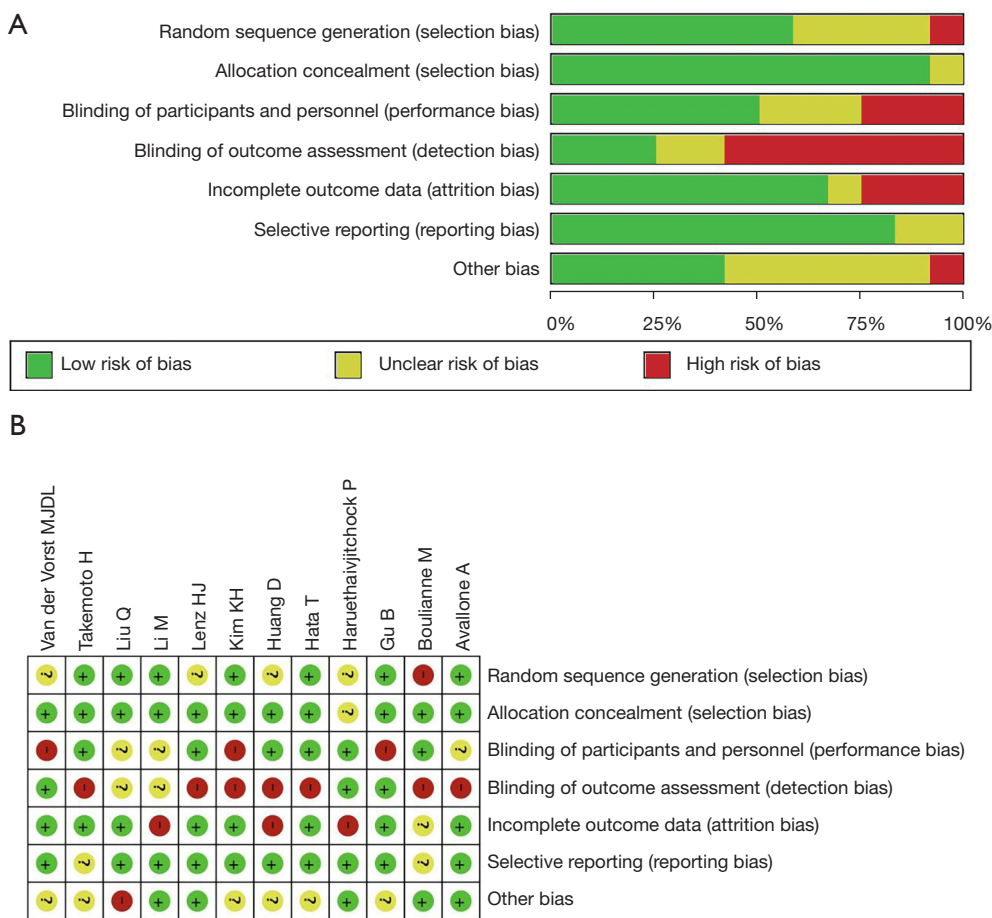 A
Random sequence generation (selection bias)
Allocation concealment (selection bias)
Blinding of participants and personnel (performance bias)
Blinding of outcome assessment (detection bias)
Incomplete outcome data (attrition bias)
Selective reporting (reporting bias)
Other bias
0% 25% 50% 75% 100%
Low risk of bias Unclear risk of bias High risk of bias
B
Van der Vorst MJDL
Takemoto H
Liu Q
Li M
Lenz HJ
Kim KH
Huang D
Hata T
Haruethaivjitchock P
Gu B
Boulianne M
Avallone A
? + + + ? + ? + ? + - + Random sequence generation (selection bias)
+ + + + + + + + ? + + + Allocation concealment (selection bias)
- + ? ? + - + + + - + ? Blinding of participants and personnel (performance bias)
+ - ? ? - - - - + + - - Blinding of outcome assessment (detection bias)
+ + + - + + - + - + ? + Incomplete outcome data (attrition bias)
+ ? + + + + + + + + ? + Selective reporting (reporting bias)
? ? - + + ? ? ? + ? + + Other bias